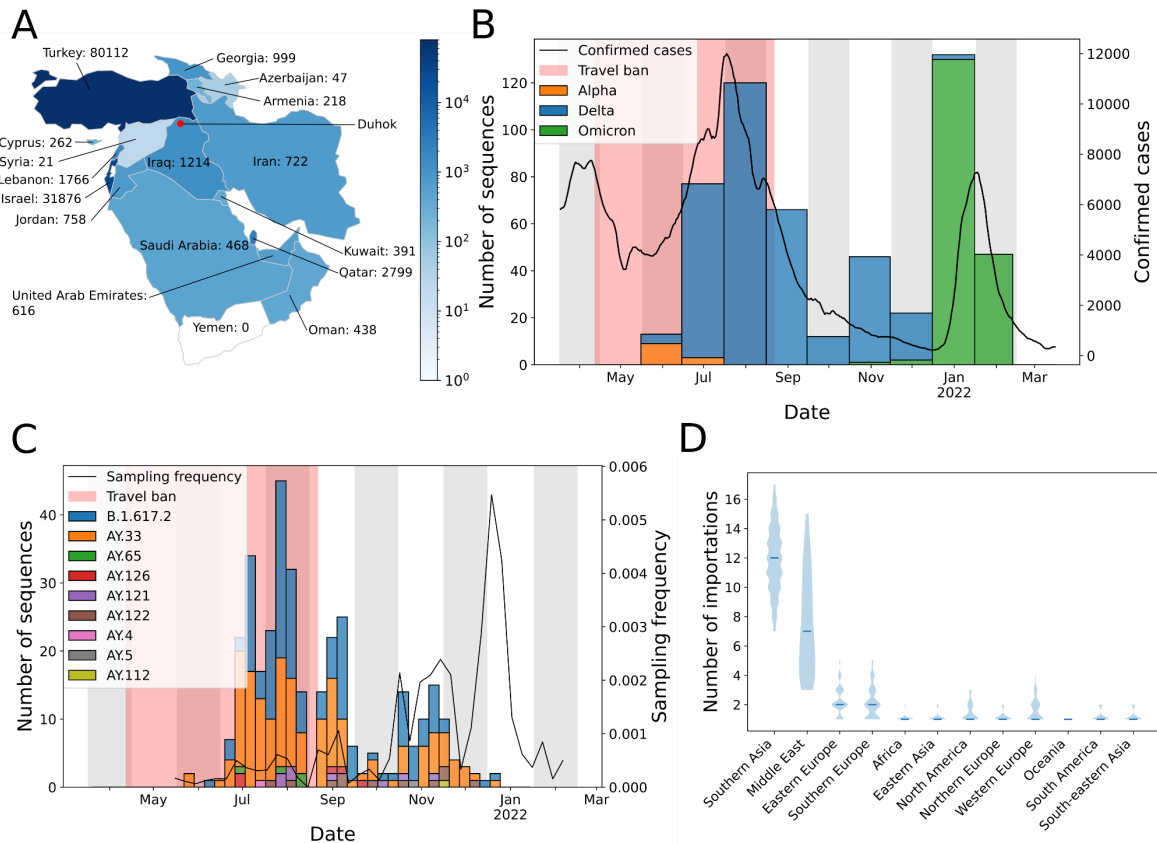 A
Turkey: 80112
Georgia: 999
Azerbaijan: 47
Armenia: 218
Duhok
Cyprus: 262
Syria: 21
Lebanon: 1766
Israel: 31876
Jordan: 758
Iraq: 1214
Iran: 722
Saudi Arabia: 468
Kuwait: 391
Qatar: 2799
United Arab Emirates:
616
Oman: 438
Yemen: 0
10^4
10^3
10^2
10^1
10^0
B
Confirmed cases
Travel ban
Alpha
Delta
Omicron
Number of sequences
120
100
80
60
40
20
0
12000
10000
8000
6000
4000
2000
0
Confirmed cases
May
Jul
Sep
Nov
Jan
2022
Mar
Date
C
Sampling frequency
Travel ban
B.1.617.2
AY.33
AY.65
AY.126
AY.121
AY.122
AY.4
AY.5
AY.112
Number of sequences
40
30
20
10
0
0.006
0.005
0.004
0.003
0.002
0.001
0.000
Sampling frequency
May
Jul
Sep
Nov
Jan
2022
Mar
Date
D
Number of importations
16
14
12
10
8
6
4
2
Southern Asia
Middle East
Eastern Europe
Southern Europe
Africa
Eastern Asia
North America
Northern Europe
Western Europe
Oceania
South America
South-eastern Asia